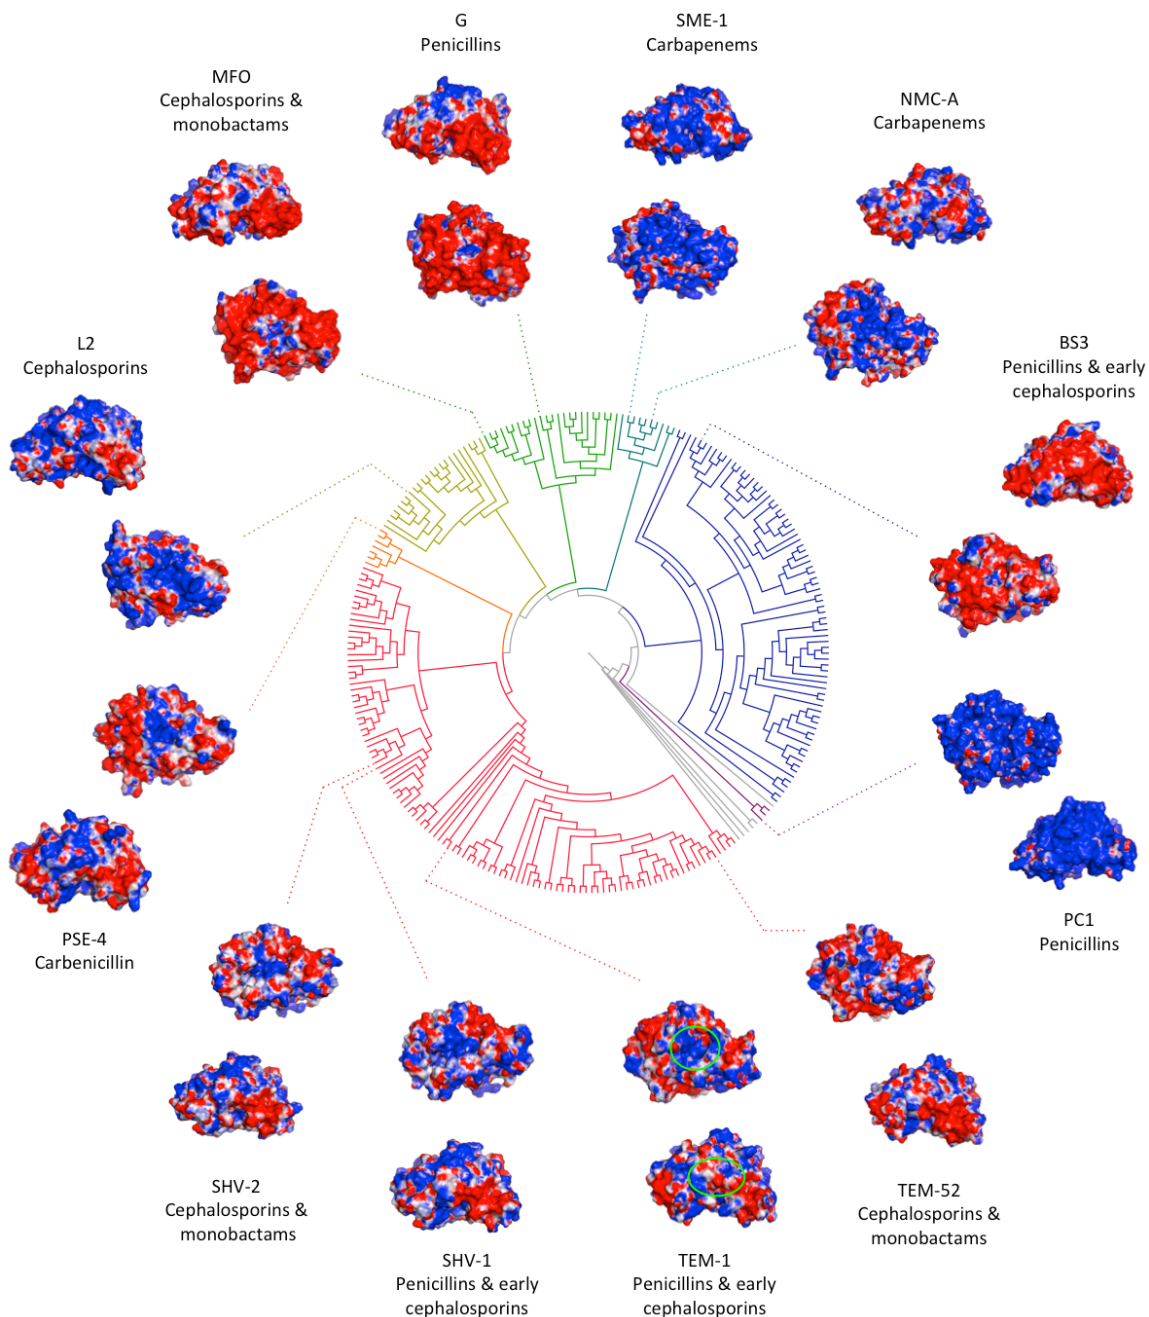 G
Penicillins
SME-1
Carbapenems
MFO
Cephalosporins &
monobactams
NMC-A
Carbapenems
L2
Cephalosporins
BS3
Penicillins & early
cephalosporins
PSE-4
Carbenicillin
PC1
Penicillins
SHV-2
Cephalosporins &
monobactams
TEM-52
Cephalosporins &
monobactams
SHV-1
Penicillins & early
cephalosporins
TEM-1
Penicillins & early
cephalosporins